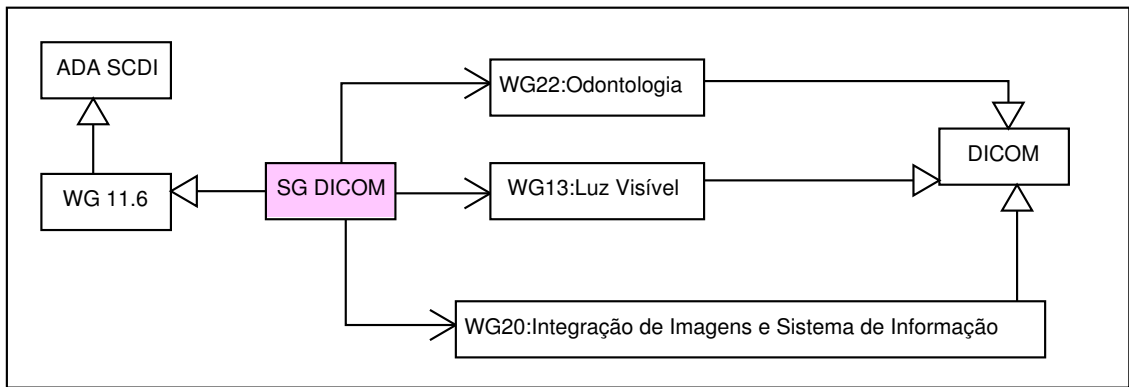 ADA SCDI
WG 11.6
SG DICOM
WG22:Odontologia
WG13:Luz Visível
WG20:Integração de Imagens e Sistema de Informação
DICOM